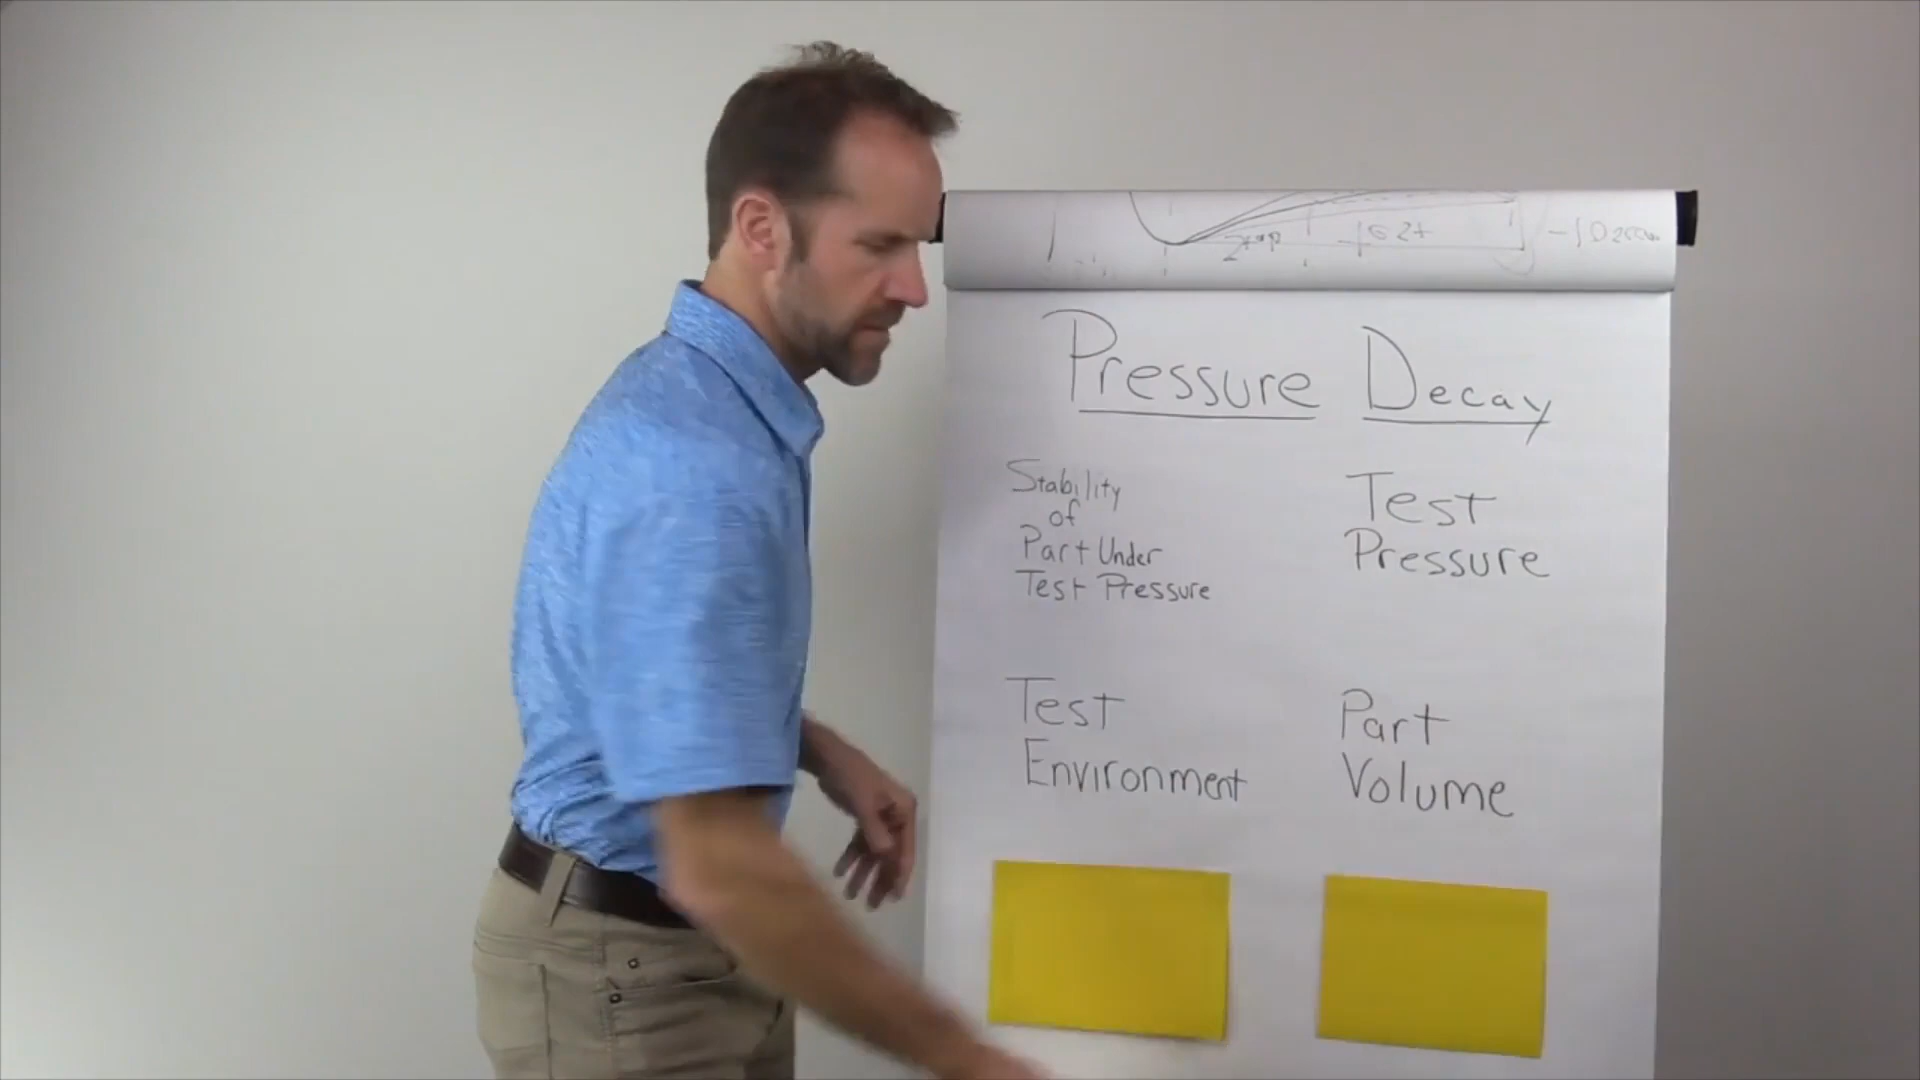 Pressure Decay
Stability
of
Part Under
Test Pressure
Test
Pressure
Test
Environment
Part
Volume